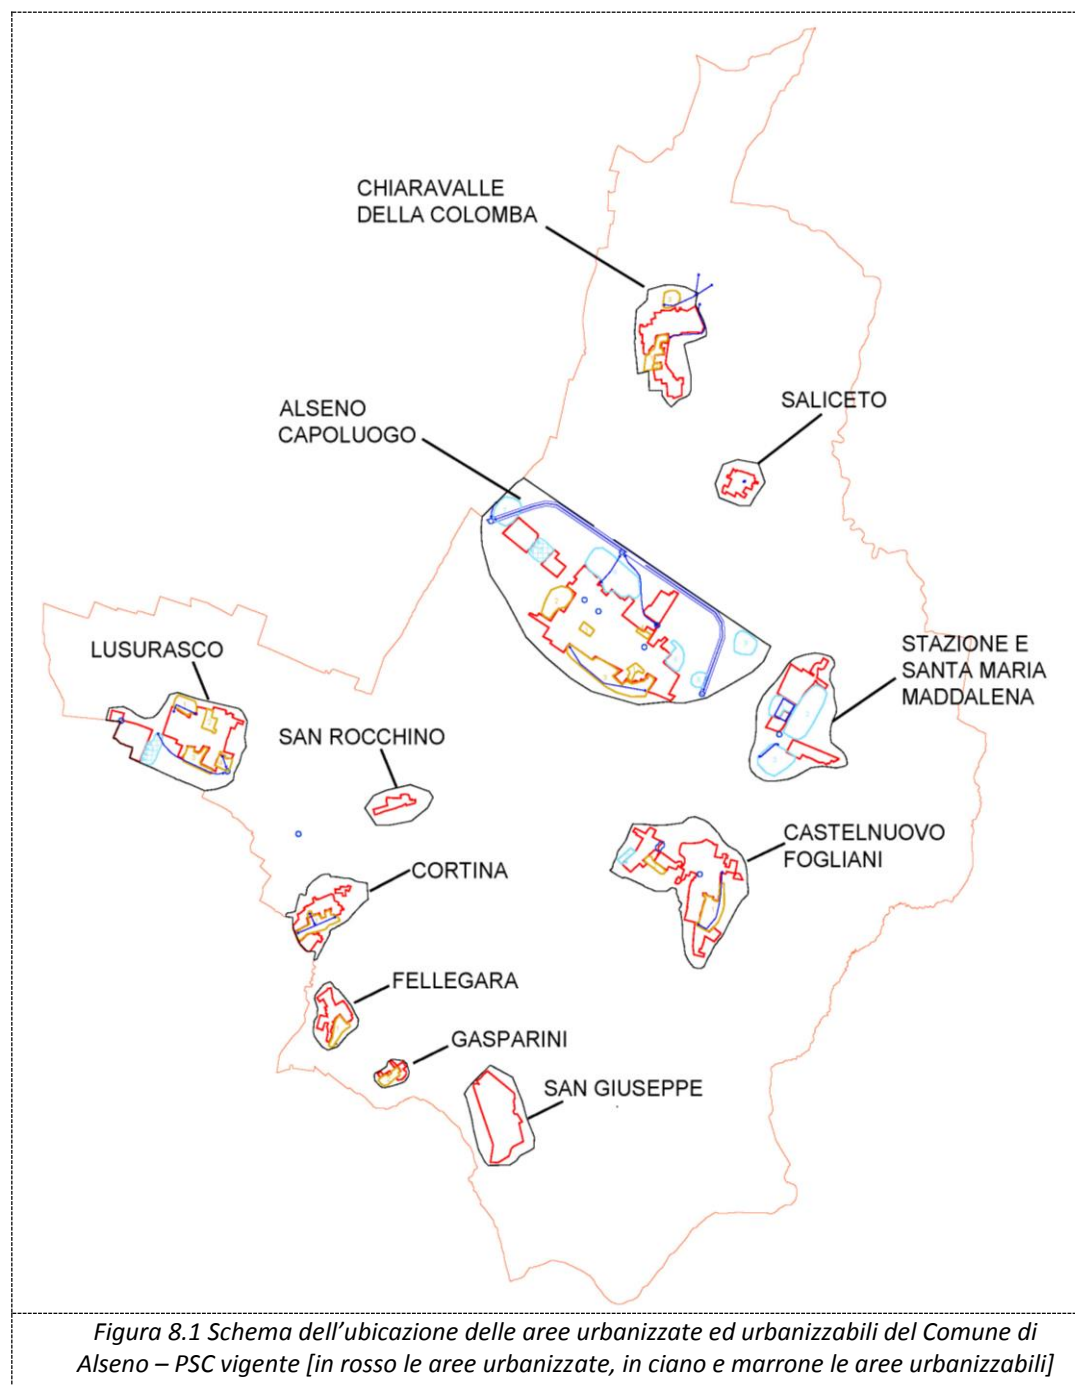 CHIARAVALLE
DELLA COLOMBA
ALSENO
CAPOLUOGO
SALICETO
LUSURASCO
STAZIONE E
SANTA MARIA
MADDALENA
SAN ROCCHINO
CASTELNUOVO
FOGLIANI
CORTINA
FELLEGARA
GASPARINI
SAN GIUSEPPE
Figura 8.1 Schema dell’ubicazione delle aree urbanizzate ed urbanizzabili del Comune di
Alseno – PSC vigente [in rosso le aree urbanizzate, in ciano e marrone le aree urbanizzabili]